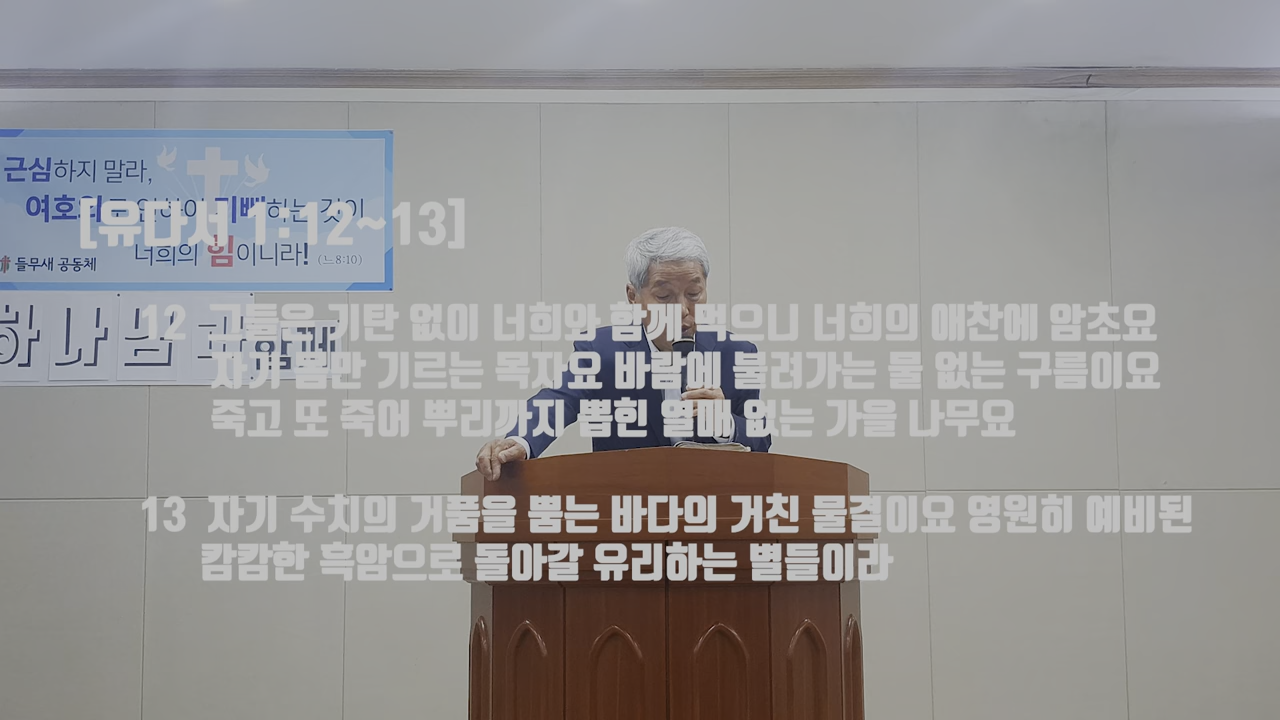 근심하지 말라,
여호와로 인하여 기뻐하는 것이
너희의 힘이니라! (느8:10)
들무새 공동체
하나님과 함께
[유다서 1:12~13]
12 그들은 기탄 없이 너희와 함께 먹으니 너희의 애찬에 암초요
자기 몸만 기르는 목자요 바람에 불려가는 물 없는 구름이요
죽고 또 죽어 뿌리까지 뽑힌 열매 없는 가을 나무요
13 자기 수치의 거품을 뿜는 바다의 거친 물결이요 영원히 예비된
캄캄한 흑암으로 돌아갈 유리하는 별들이라